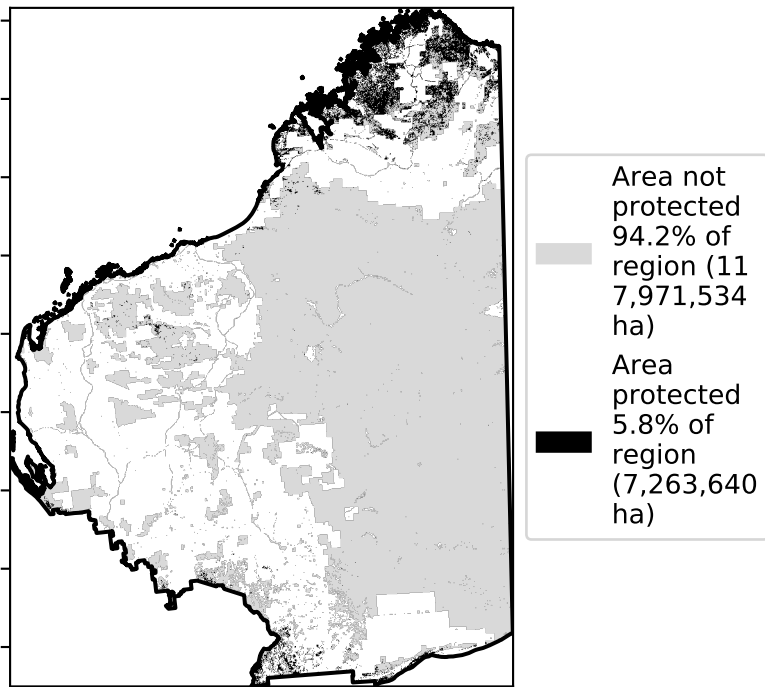 Area not
protected
94.2% of
region (11
7,971,534
ha)
Area
protected
5.8% of
region
(7,263,640
ha)